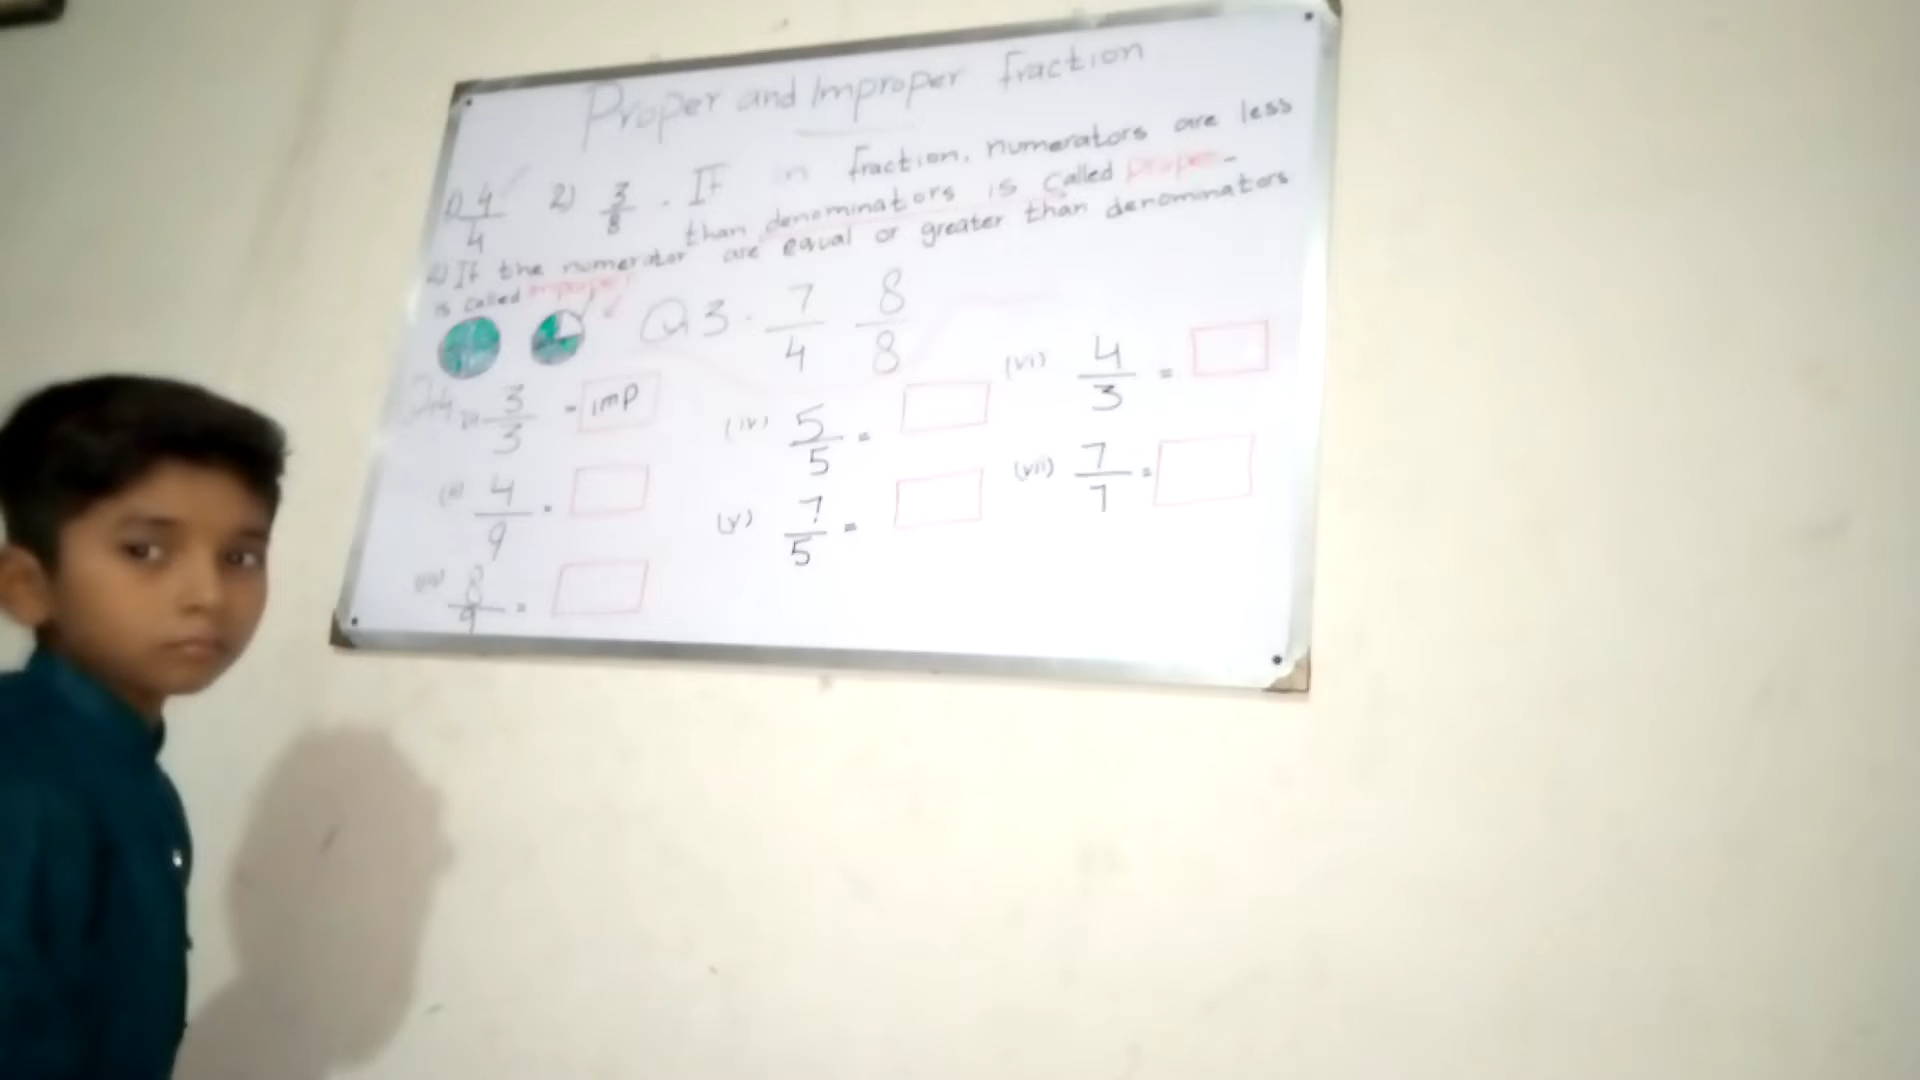 Proper and Improper fraction
1) 4/4 2) 3/8 . If in fraction, numerators are less
than denominators is called proper -
2) If the numerator are equal or greater than denominators
is called improper
Q3. 7/4 8/8
Q4 i) 3/3 = imp
(ii) 4/9 =
(iii) 8/9 =
(iv) 5/5 =
(v) 7/5 =
(vi) 4/3 =
(vii) 7/7 =